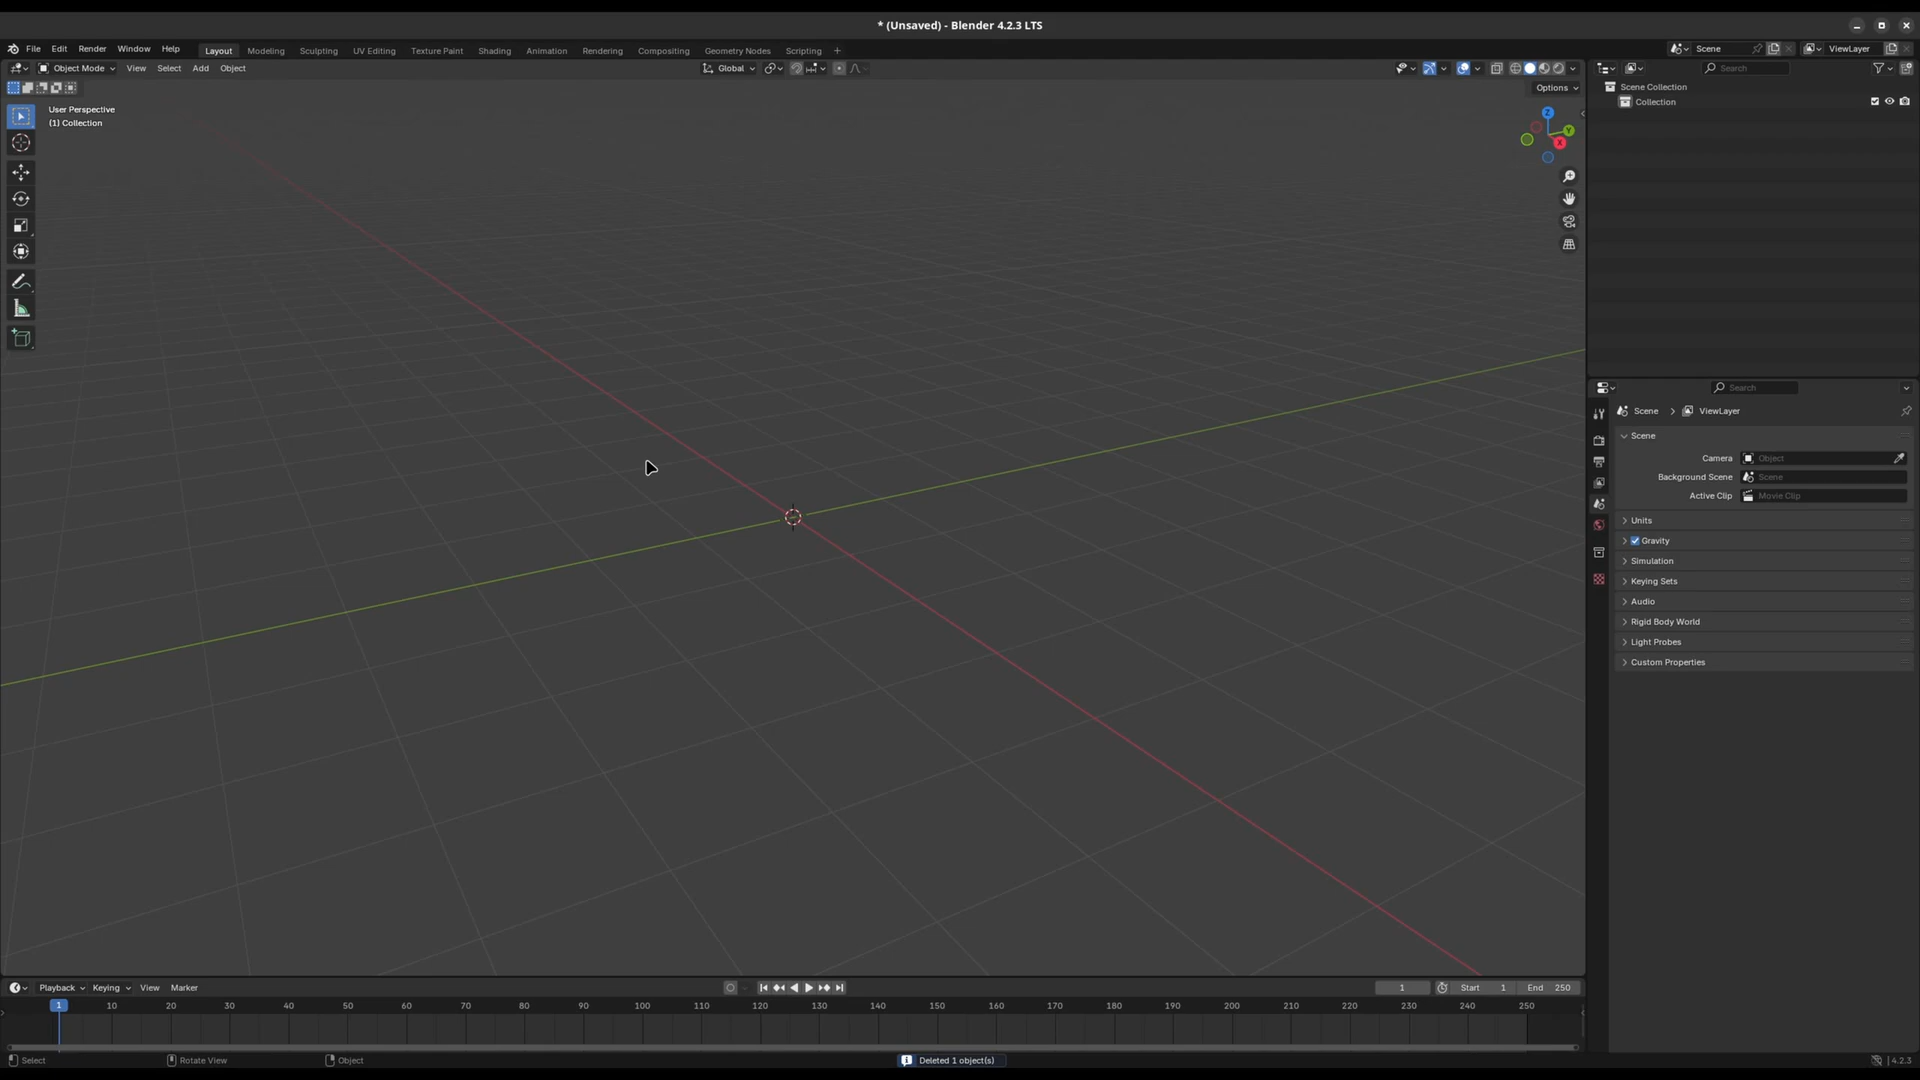 * (Unsaved) - Blender 4.2.3 LTS
File Edit Render Window Help Layout Modeling Sculpting UV Editing Texture Paint Shading Animation Rendering Compositing Geometry Nodes Scripting + Scene ViewLayer
Object Mode View Select Add Object Global Search
Options
User Perspective
(1) Collection
Z
Y
X
Scene Collection
Collection
Search
Scene > ViewLayer
Scene
Camera Object
Background Scene Scene
Active Clip Movie Clip
Units
Gravity
Simulation
Keying Sets
Audio
Rigid Body World
Light Probes
Custom Properties
Playback Keying View Marker 1 Start 1 End 250
1 10 20 30 40 50 60 70 80 90 100 110 120 130 140 150 160 170 180 190 200 210 220 230 240 250
Select Rotate View Object Deleted 1 object(s) 4.2.3